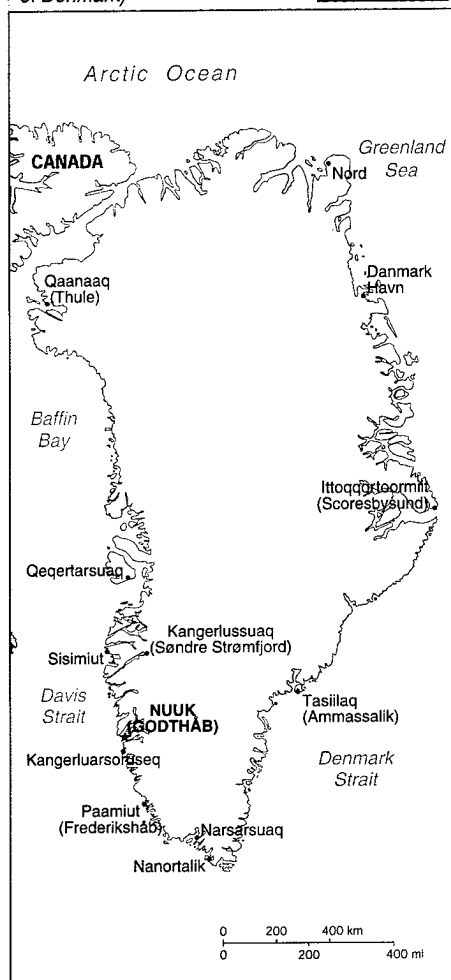 of Denmark)
Arctic Ocean
CANADA
Greenland
Sea
Nord
Danmark
Havn
Qaanaaq
(Thule)
Baffin
Bay
Ittoqqortoormiit
(Scoresbysund)
Qeqertarsuaq
Kangerlussuaq
(Søndre Strømfjord)
Sisimiut
Davis
Strait
NUUK
(GODTHÅB)
Tasiilaq
(Ammassalik)
Kangerluarsoruseq
Denmark
Strait
Paamiut
(Frederikshåb)
Narsarsuaq
Nanortalik
0 200 400 km
0 200 400 mi